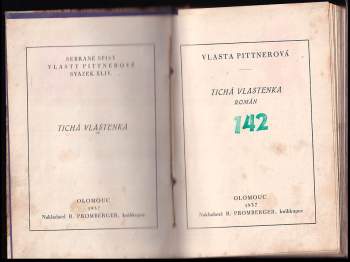 SEBRANÉ SPISY
VLASTY PITTNEROVÉ
SVAZEK XLIV.
TICHÁ VLASTENKA
OLOMOUC
1937
Nakladatel R. PROMBERGER, knihkupec
VLASTA PITTNEROVÁ
TICHÁ VLASTENKA
ROMÁN
142
OLOMOUC
1937
Nakladatel R. PROMBERGER, knihkupec